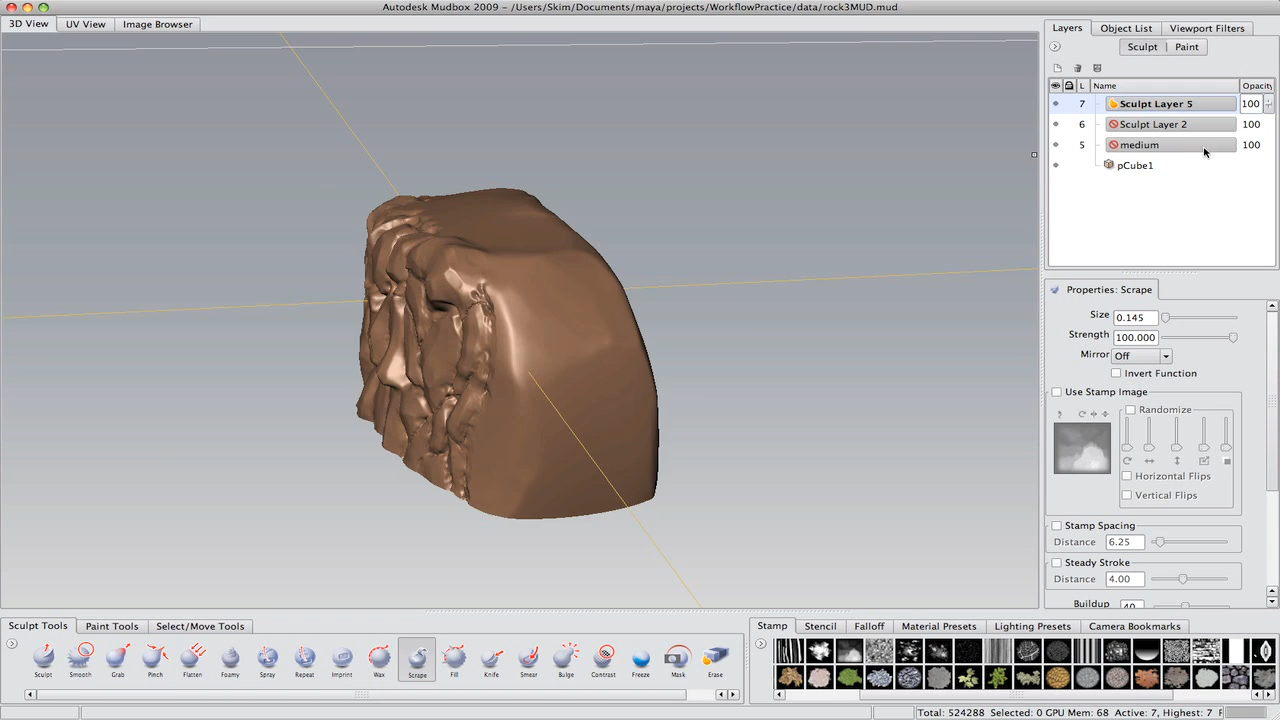 Autodesk Mudbox 2009 - /Users/Skim/Documents/maya/projects/WorkflowPractice/data/rock3MUD.mud
3D View UV View Image Browser
Layers Object List Viewport Filters
Sculpt Paint
L Name Opacity
7 Sculpt Layer 5 100
6 Sculpt Layer 2 100
5 medium 100
pCube1
Properties: Scrape
Size 0.145
Strength 100.000
Mirror Off
Invert Function
Use Stamp Image
Randomize
Horizontal Flips
Vertical Flips
Stamp Spacing
Distance 6.25
Steady Stroke
Distance 4.00
Buildup 40
Sculpt Tools Paint Tools Select/Move Tools
Sculpt Smooth Grab Pinch Flatten Foamy Spray Repeat Imprint Wax Scrape Fill Knife Smear Bulge Contrast Freeze Mask Erase
Stamp Stencil Falloff Material Presets Lighting Presets Camera Bookmarks
Total: 524288 Selected: 0 GPU Mem: 68 Active: 7, Highest: 7 F